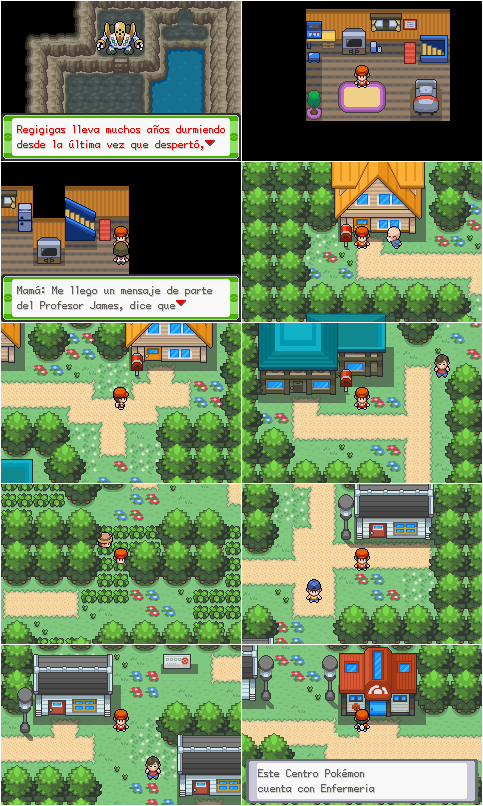 Regigigas lleva muchos años durmiendo
desde la última vez que despertó,
Mamá: Me llego un mensaje de parte
del Profesor James, dice que
Este Centro Pokémon
cuenta con Enfermeria